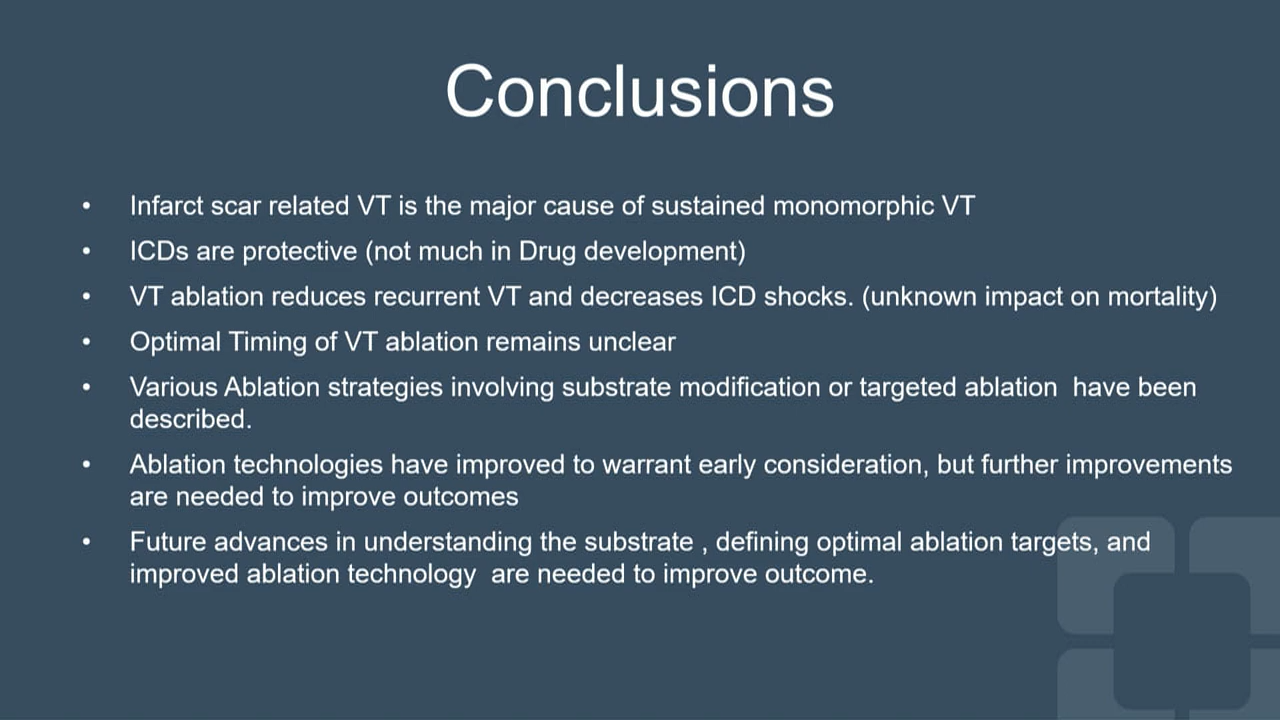 Conclusions
• Infarct scar related VT is the major cause of sustained monomorphic VT
• ICDs are protective (not much in Drug development)
• VT ablation reduces recurrent VT and decreases ICD shocks. (unknown impact on mortality)
• Optimal Timing of VT ablation remains unclear
• Various Ablation strategies involving substrate modification or targeted ablation  have been
described.
• Ablation technologies have improved to warrant early consideration, but further improvements
are needed to improve outcomes
• Future advances in understanding the substrate , defining optimal ablation targets, and
improved ablation technology  are needed to improve outcome.